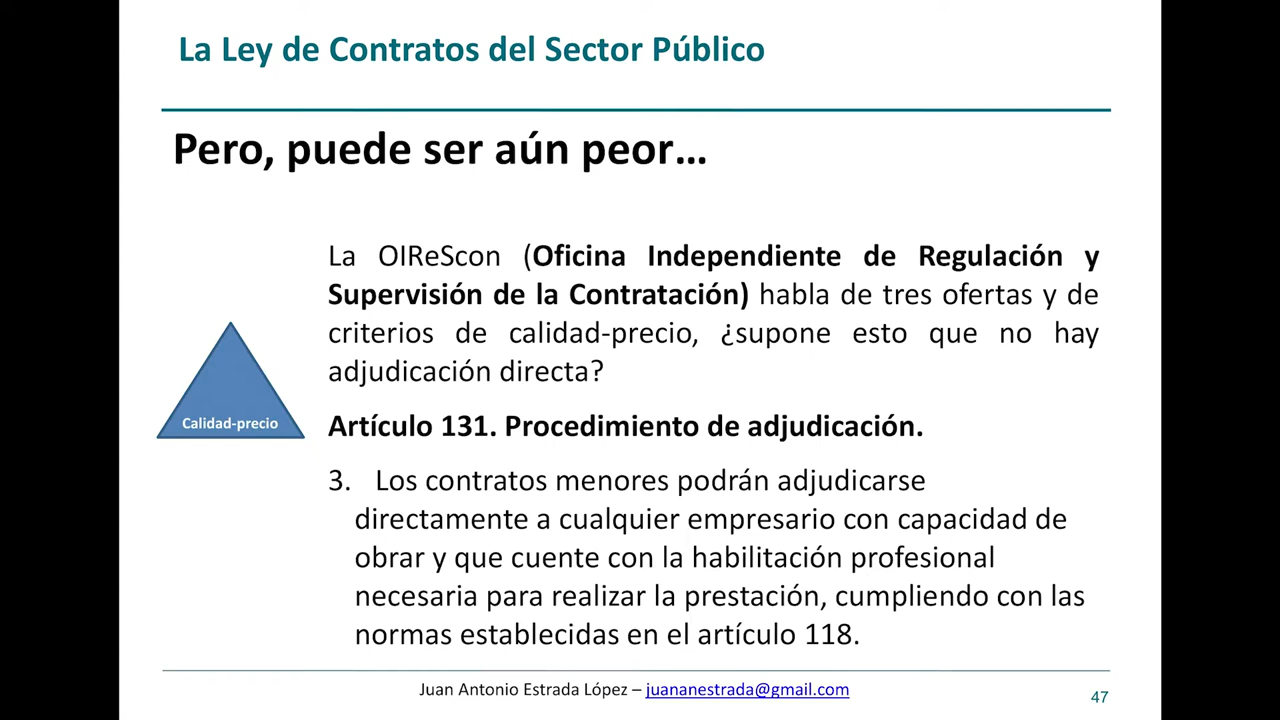 La Ley de Contratos del Sector Público
Pero, puede ser aún peor…
La OIReScon (Oficina Independiente de Regulación y
Supervisión de la Contratación) habla de tres ofertas y de
criterios de calidad-precio, ¿supone esto que no hay
adjudicación directa?
Calidad-precio
Artículo 131. Procedimiento de adjudicación.
3. Los contratos menores podrán adjudicarse
directamente a cualquier empresario con capacidad de
obrar y que cuente con la habilitación profesional
necesaria para realizar la prestación, cumpliendo con las
normas establecidas en el artículo 118.
Juan Antonio Estrada López – juananestrada@gmail.com
47